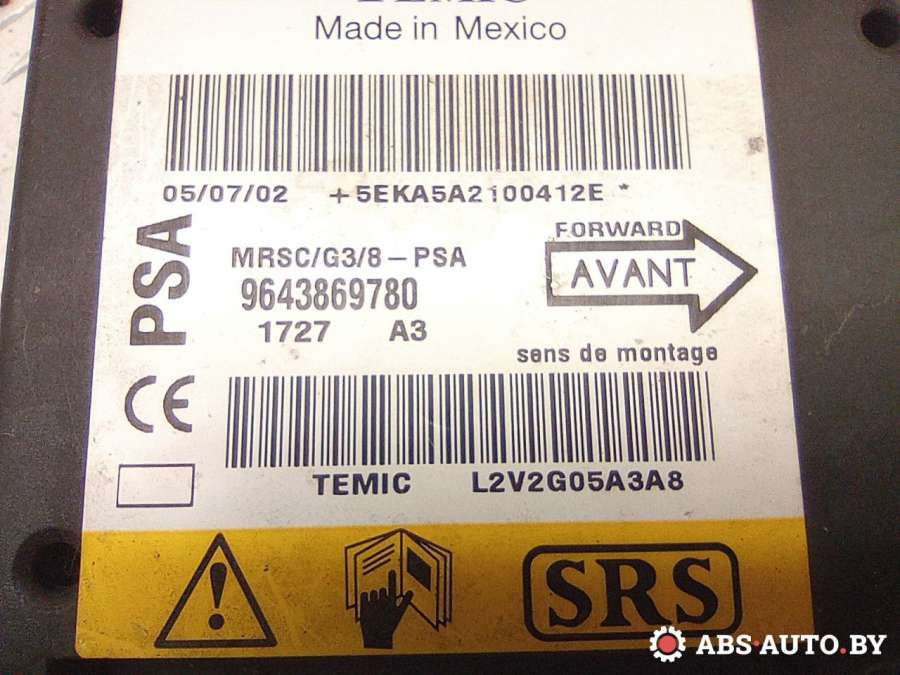 TEMIC
Made in Mexico
05/07/02 +5EKA5A2100412E *
PSA
MRSC/G3/8-PSA
9643869780
1727 A3
FORWARD
AVANT
sens de montage
CE
TEMIC L2V2G05A3A8
SRS
ABS-AUTO.BY